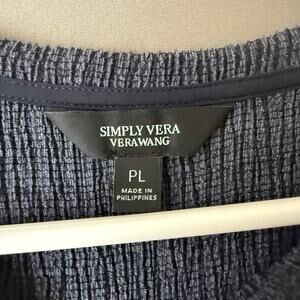 SIMPLY VERA
VERAWANG
PL
MADE IN
PHILIPPINES